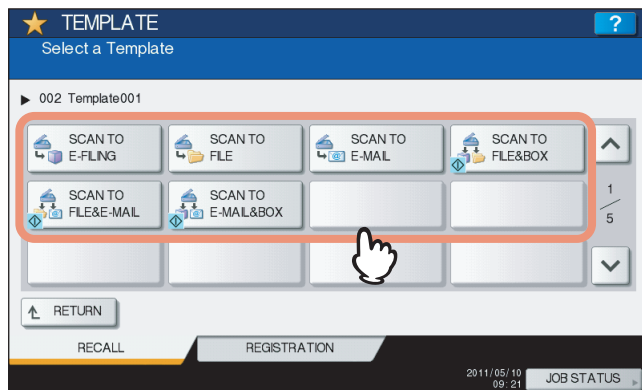 TEMPLATE
?
Select a Template
002 Template001
SCAN TO
E-FILING
SCAN TO
FILE
SCAN TO
E-MAIL
SCAN TO
FILE&BOX
SCAN TO
FILE&E-MAIL
SCAN TO
E-MAIL&BOX
1
5
RETURN
RECALL
REGISTRATION
2011/05/10
09:21
JOB STATUS